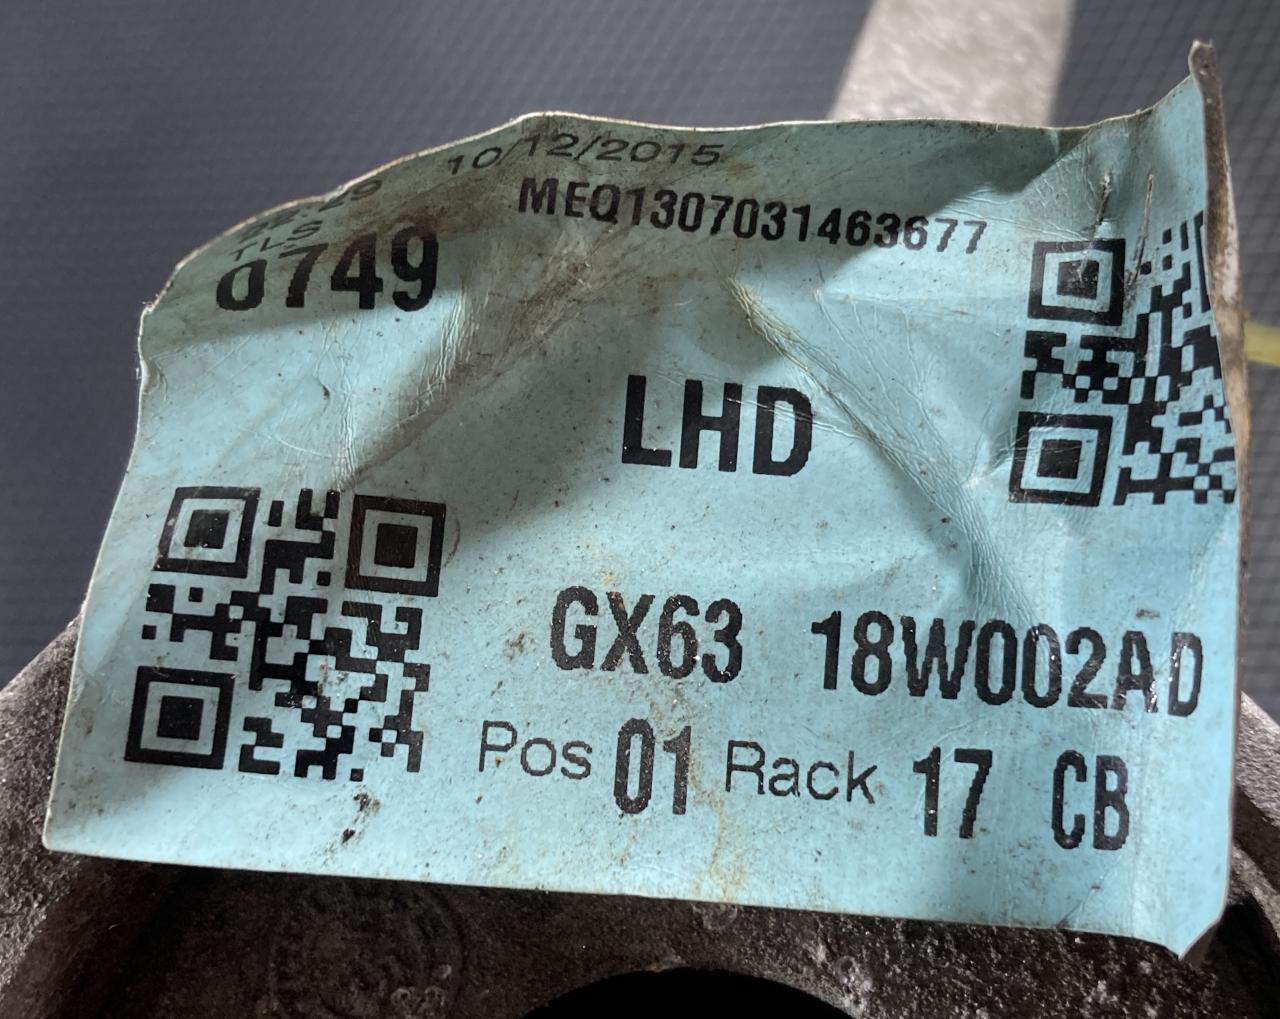 10/12/2015
TLS
MEQ1307031463677
0749
LHD
GX63 18W002AD
Pos 01 Rack 17 CB